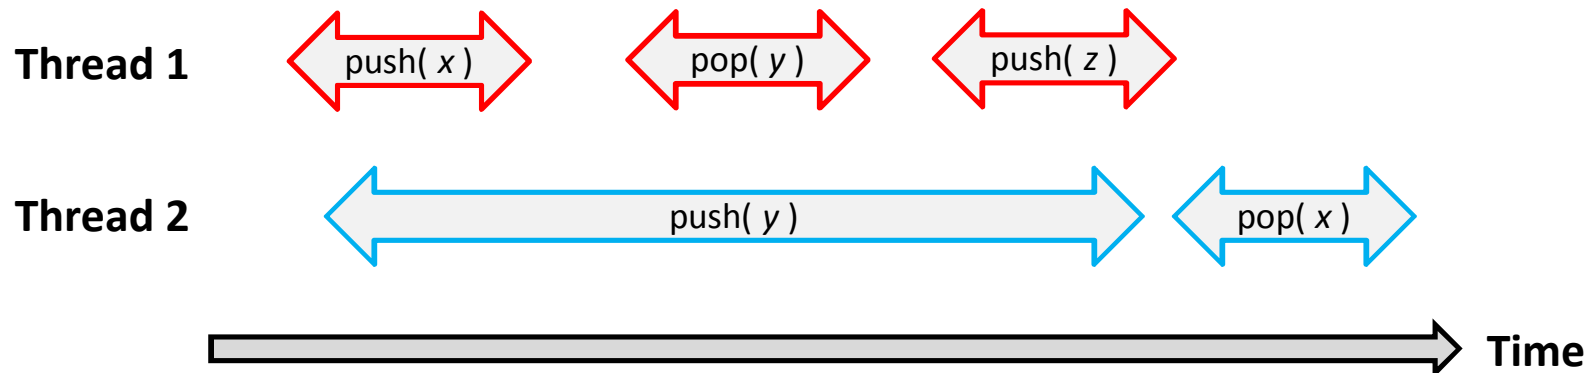 Thread 1 push( x ) pop( y ) push( z )
Thread 2 push( y ) pop( x )
Time